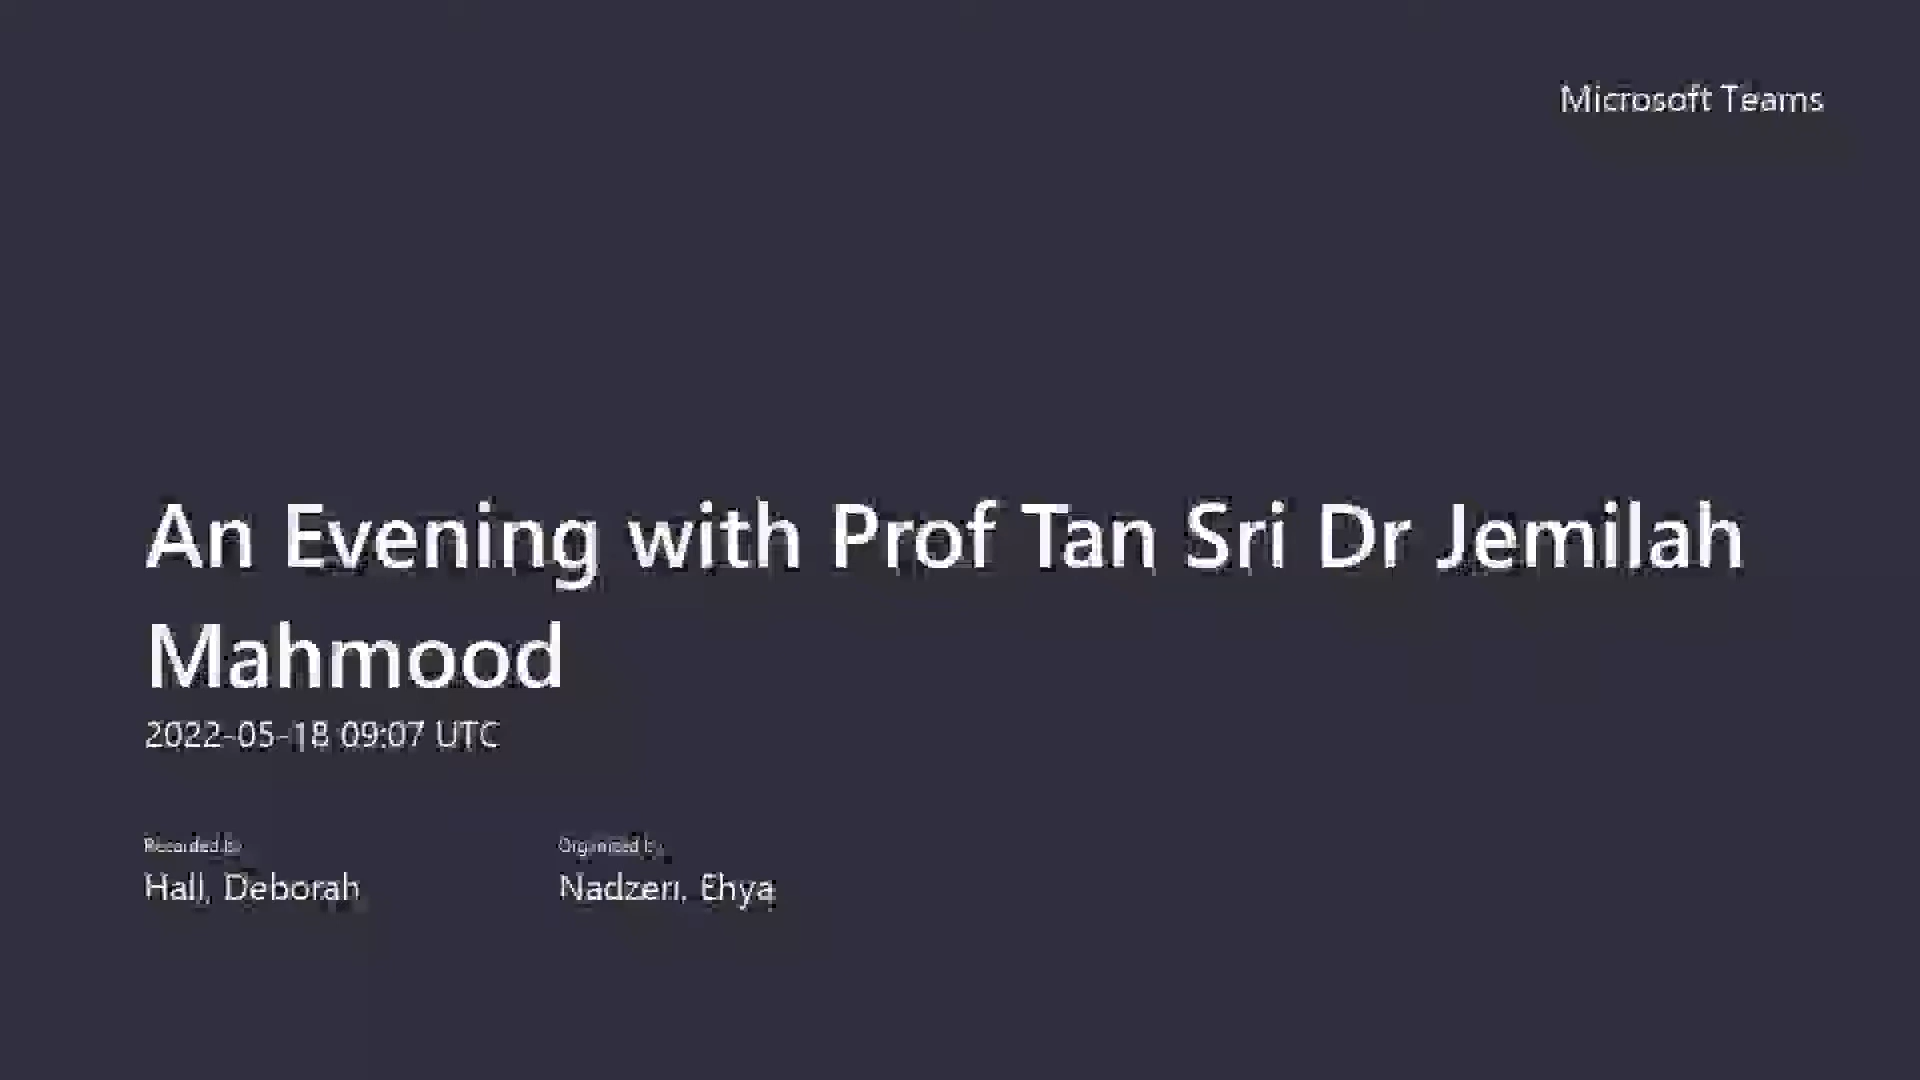 Microsoft Teams
An Evening with Prof Tan Sri Dr Jemilah
Mahmood
2022-05-18 09:07 UTC
Recorded by
Organized by
Hall, Deborah
Nadzeri, Ehya